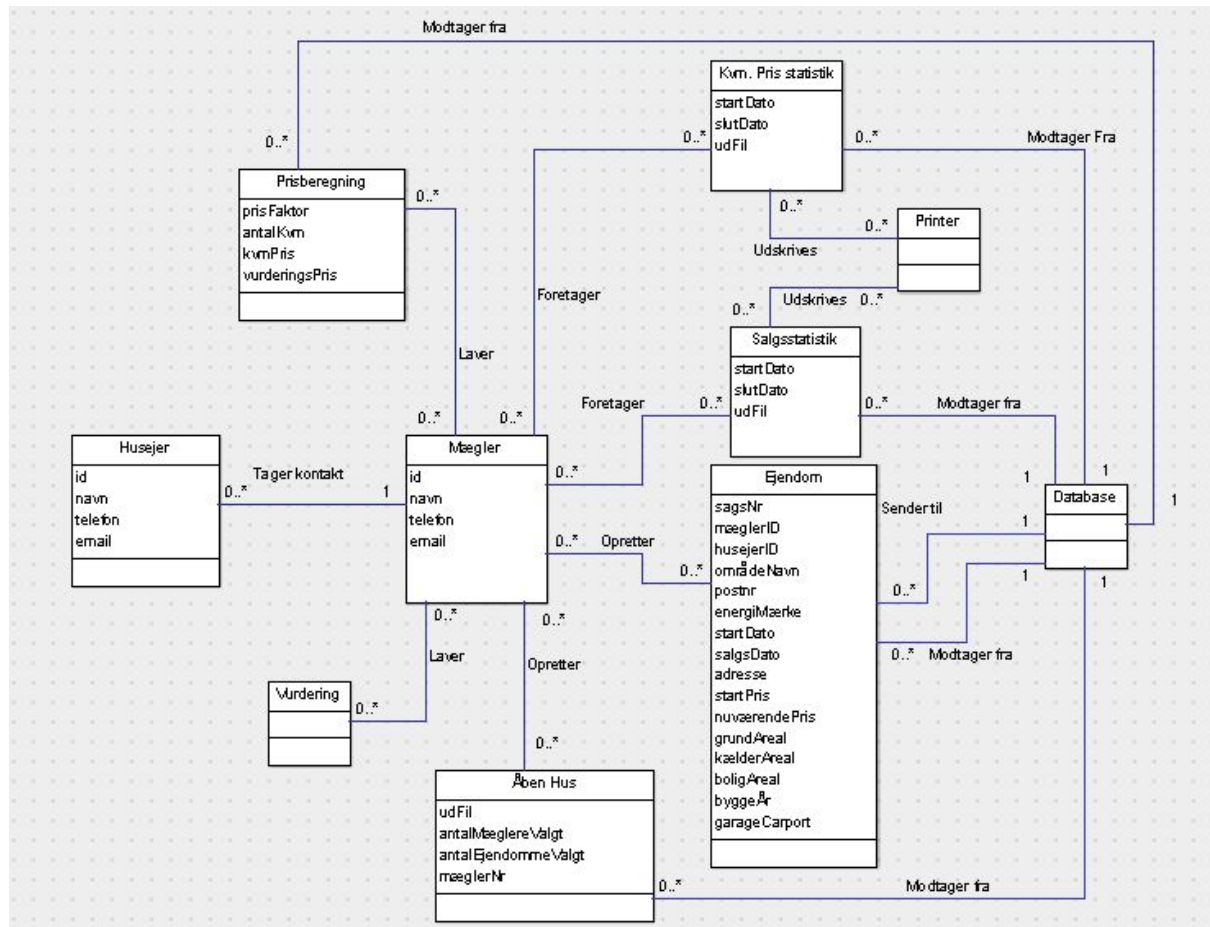 Modtager fra
Kvm. Pris statistik
startDato
slutDato
udFil
0..*
0..*
0..*
Modtager Fra
Prisberegning
prisFaktor
antalKvm
kvmPris
vurderingsPris
0..*
0..*
0..*
Printer
Udskrives
Foretager
Udskrives
0..*
0..*
Salgsstatistik
startDato
slutDato
udFil
Laver
Foretager
0..*
0..*
Modtager fra
0..*
0..*
Husejer
id
navn
telefon
email
Tager kontakt
0..*
1
Mægler
id
navn
telefon
email
0..*
0..*
Opretter
0..*
Ejendom
sagsNr
mæglerID
husejerID
områdeNavn
postnr
energiMærke
startDato
salgsDato
adresse
startPris
nuværendePris
grundAreal
kælderAreal
boligAreal
byggeÅr
garageCarport
Sender til
1
1
1
Database
1
1
1
0..*
0..*
Modtager fra
0..*
0..*
Laver
Opretter
Vurdering
0..*
0..*
Åben Hus
udFil
antalMæglereValgt
antalEjendommeValgt
mæglerNr
0..*
Modtager fra